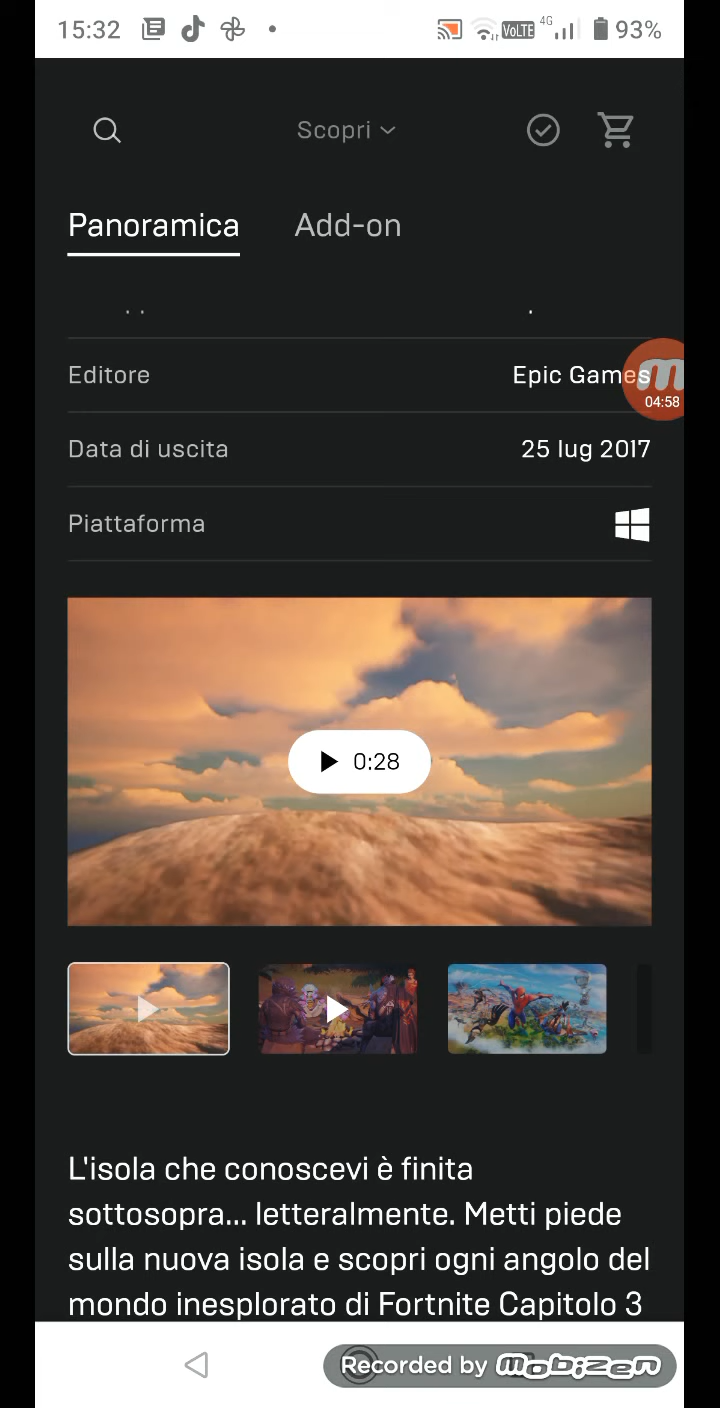 15:32
VoLTE
4G
93%
Scopri
Panoramica
Add-on
Editore
Epic Games
04:58
Data di uscita
25 lug 2017
Piattaforma
0:28
L'isola che conoscevi è finita
sottosopra... letteralmente. Metti piede
sulla nuova isola e scopri ogni angolo del
mondo inesplorato di Fortnite Capitolo 3
Recorded by mobizen